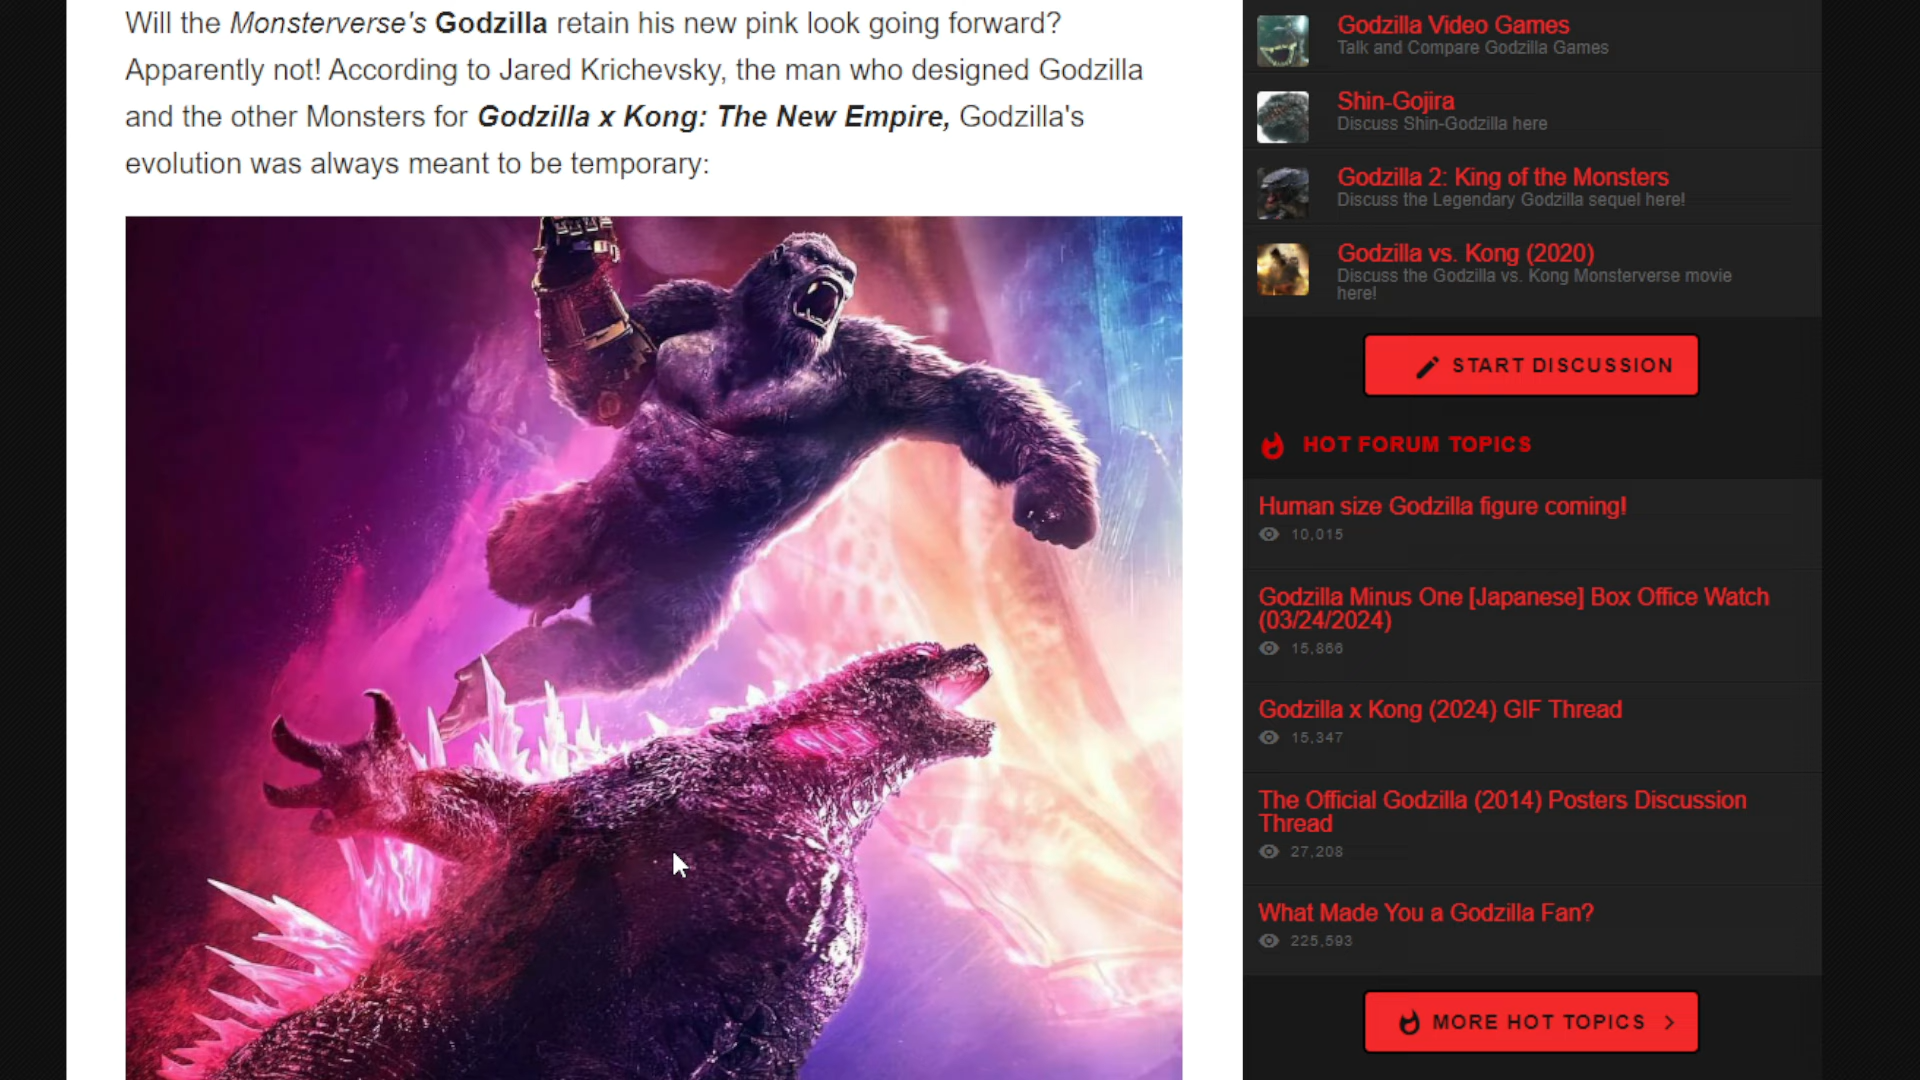 Will the Monsterverse's Godzilla retain his new pink look going forward?
Apparently not! According to Jared Krichevsky, the man who designed Godzilla
and the other Monsters for Godzilla x Kong: The New Empire, Godzilla's
evolution was always meant to be temporary:
Godzilla Video Games
Talk and Compare Godzilla Games
Shin-Gojira
Discuss Shin-Godzilla here
Godzilla 2: King of the Monsters
Discuss the Legendary Godzilla sequel here!
Godzilla vs. Kong (2020)
Discuss the Godzilla vs. Kong Monsterverse movie
here!
START DISCUSSION
HOT FORUM TOPICS
Human size Godzilla figure coming!
10,015
Godzilla Minus One [Japanese] Box Office Watch
(03/24/2024)
15,866
Godzilla x Kong (2024) GIF Thread
15,347
The Official Godzilla (2014) Posters Discussion
Thread
27,208
What Made You a Godzilla Fan?
225,593
MORE HOT TOPICS